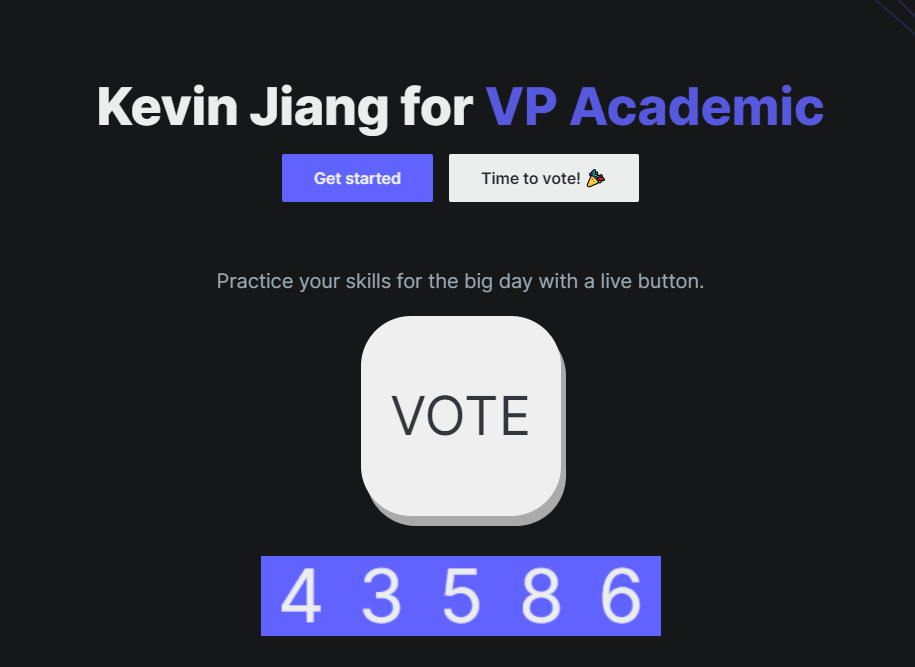 Kevin Jiang for VP Academic
Get started Time to vote! 🎉
Practice your skills for the big day with a live button.
VOTE
4 3 5 8 6